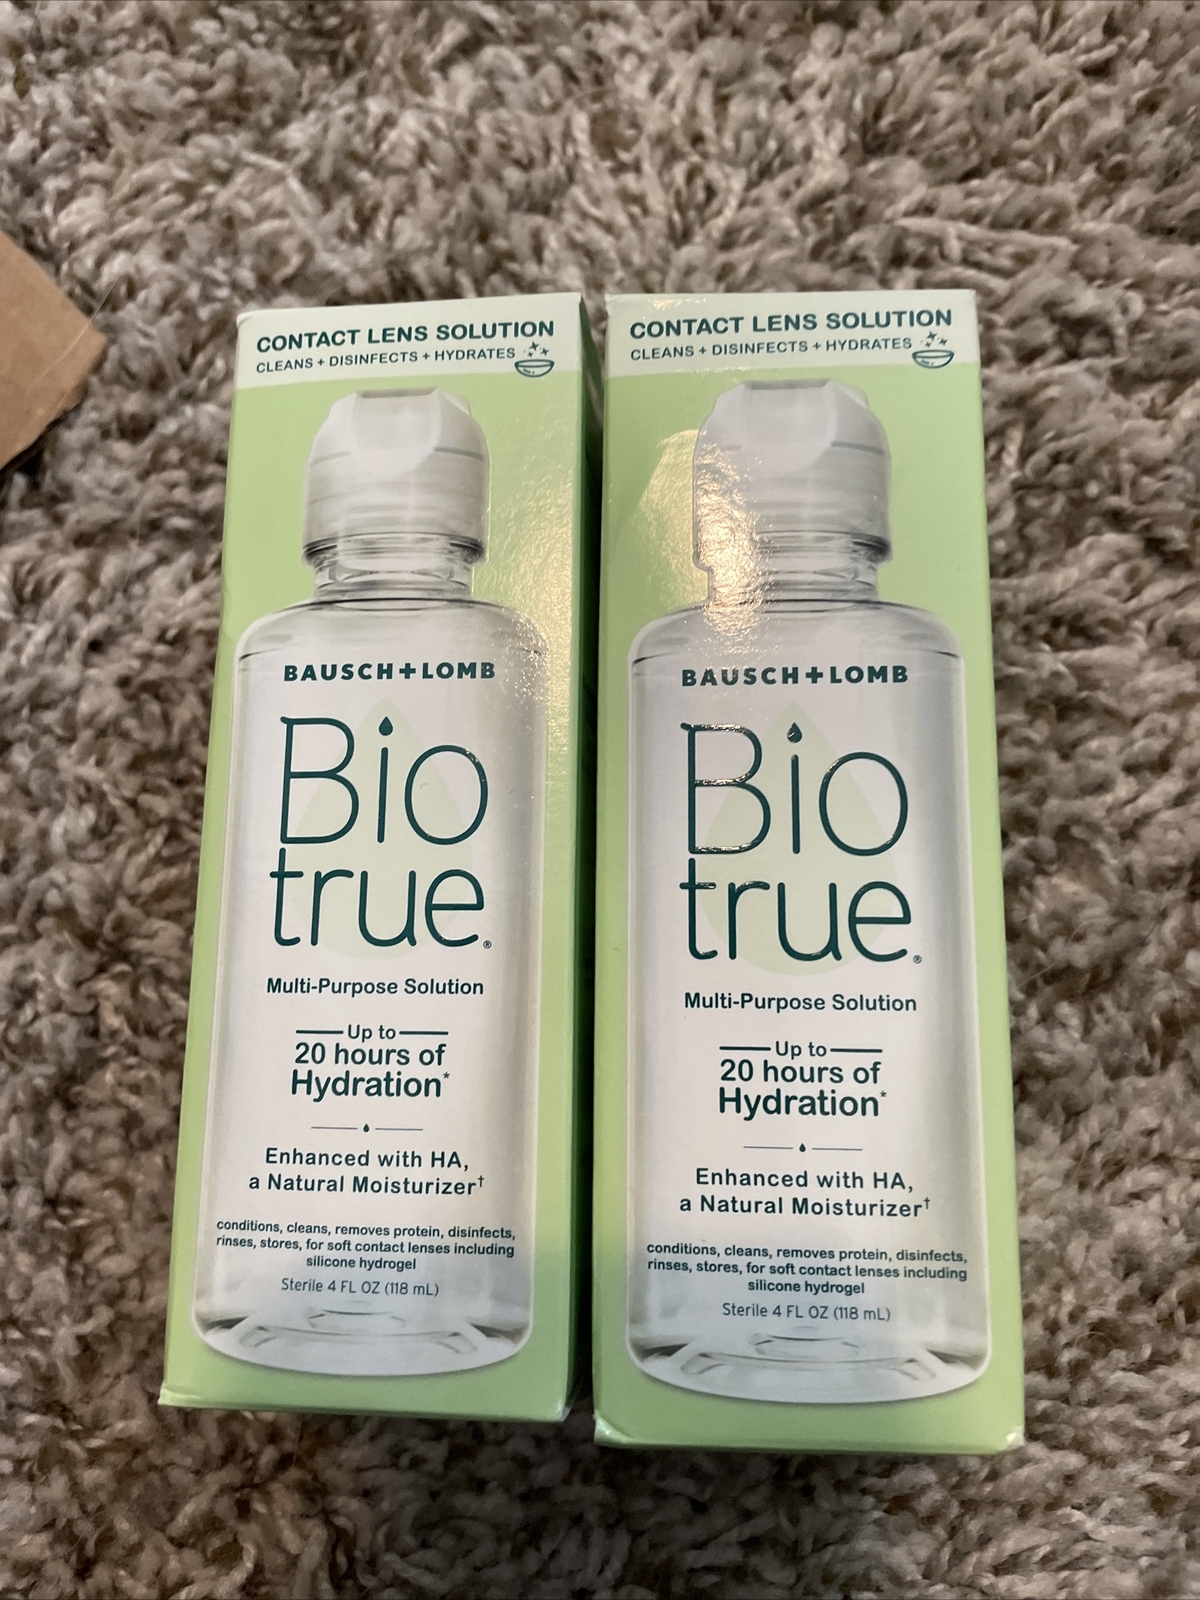 CONTACT LENS SOLUTION
CLEANS + DISINFECTS + HYDRATES
BAUSCH+LOMB
Bio
true®
Multi-Purpose Solution
Up to
20 hours of
Hydration*
Enhanced with HA,
a Natural Moisturizer†
conditions, cleans, removes protein, disinfects,
rinses, stores, for soft contact lenses including
silicone hydrogel
Sterile 4 FL OZ (118 mL)
CONTACT LENS SOLUTION
CLEANS + DISINFECTS + HYDRATES
BAUSCH+LOMB
Bio
true®
Multi-Purpose Solution
Up to
20 hours of
Hydration*
Enhanced with HA,
a Natural Moisturizer†
conditions, cleans, removes protein, disinfects,
rinses, stores, for soft contact lenses including
silicone hydrogel
Sterile 4 FL OZ (118 mL)